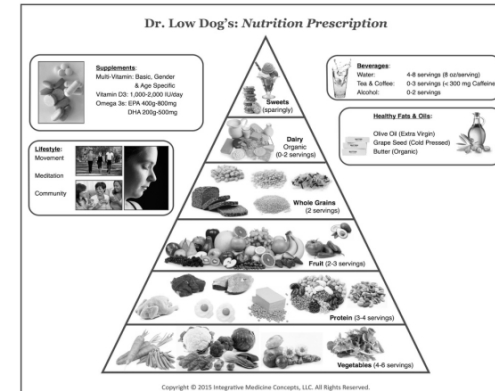 Dr. Low Dog's: Nutrition Prescription
Supplements:
Multi-Vitamin: Basic, Gender
& Age Specific
Vitamin D3: 1,000-2,000 IU/day
Omega 3s: EPA 400g-800mg
DHA 200g-500mg
Lifestyle:
Movement
Meditation
Community
Beverages:
Water: 4-8 servings (8 oz/serving)
Tea & Coffee: 0-3 servings (< 300 mg Caffeine)
Alcohol: 0-2 servings
Healthy Fats & Oils:
Olive Oil (Extra Virgin)
Grape Seed (Cold Pressed)
Butter (Organic)
Sweets
(sparingly)
Dairy
Organic
(0-2 servings)
Whole Grains
(2 servings)
Fruit (2-3 servings)
Protein (3-4 servings)
Vegetables (4-6 servings)
Copyright © 2015 Integrative Medicine Concepts, LLC. All Rights Reserved.